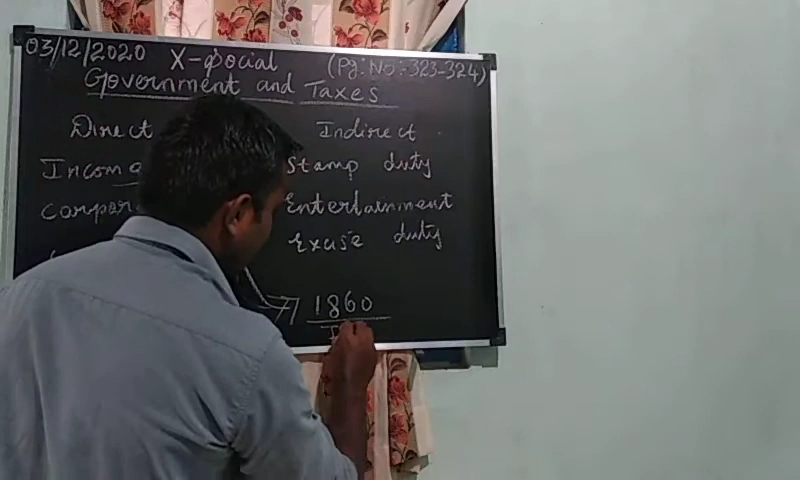 03/12/2020 X-Social (Pg: No: 323-324)
Government and Taxes
Direct Indirect
Stamp duty
Entertainment
Excise duty
1860